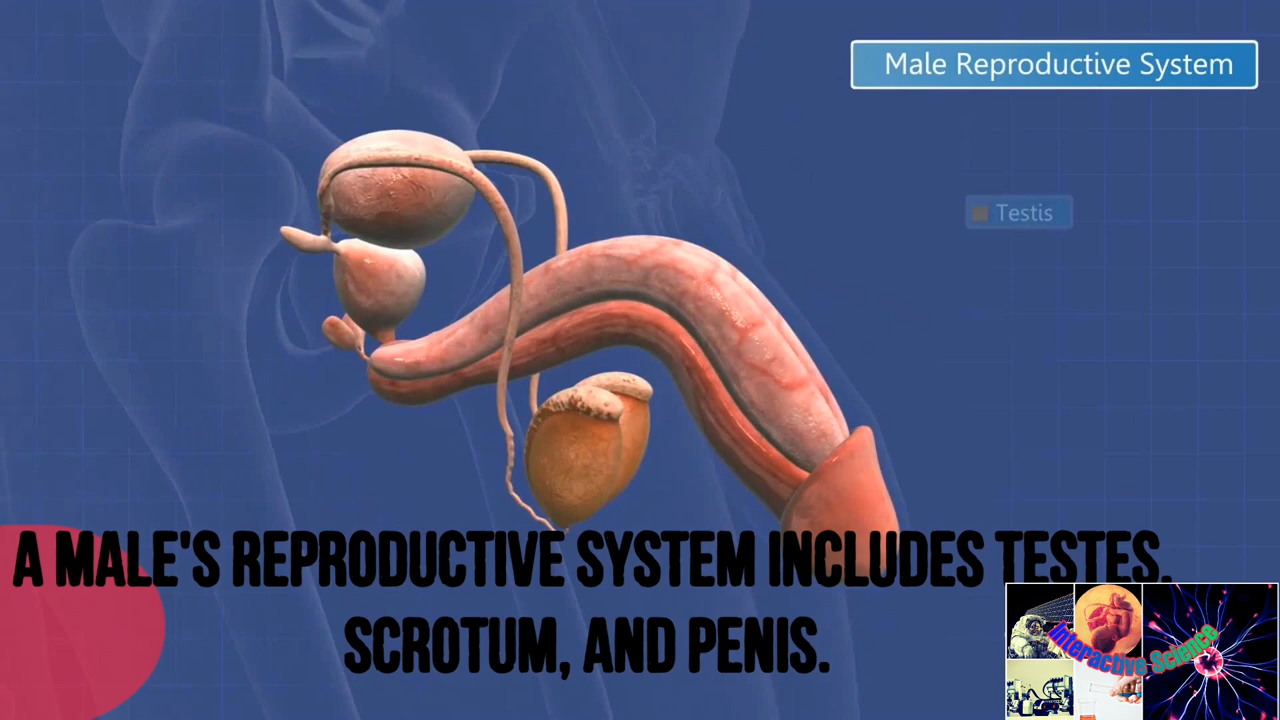 Male Reproductive System
Testis
A MALE'S REPRODUCTIVE SYSTEM INCLUDES TESTES,
SCROTUM, AND PENIS.
Interactive Science